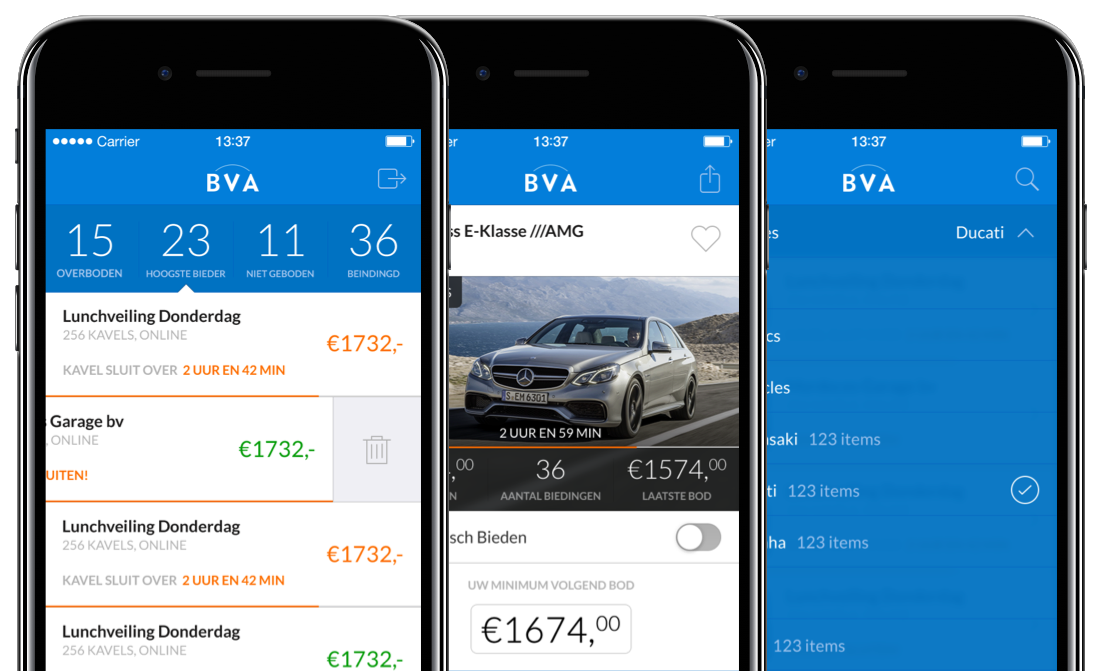 Carrier 13:37
BVA
15 23 11 36
OVERBODEN HOOGSTE BIEDER NIET GEBODEN BEINDINGD
Lunchveiling Donderdag
256 KAVELS, ONLINE
€1732,-
KAVEL SLUIT OVER 2 UUR EN 42 MIN
Garage bv
ONLINE
€1732,-
UITEN!
Lunchveiling Donderdag
256 KAVELS, ONLINE
€1732,-
KAVEL SLUIT OVER 2 UUR EN 42 MIN
Lunchveiling Donderdag
256 KAVELS, ONLINE
€1732,-
er 13:37
BVA
ss E-Klasse ///AMG
S
S·EM 6301
2 UUR EN 59 MIN
,00 36 €1574,00
N AANTAL BIEDINGEN LAATSTE BOD
sch Bieden
UW MINIMUM VOLGEND BOD
€1674,00
er 13:37
BVA
es Ducati
cs
cles
asaki 123 items
ti 123 items
ha 123 items
123 items